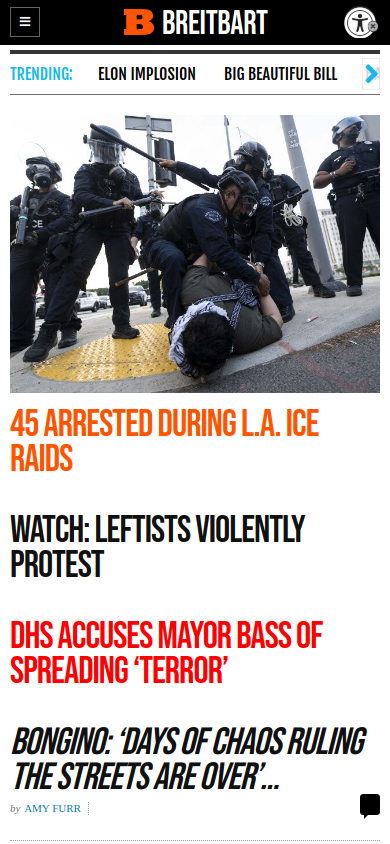 B BREITBART
TRENDING: ELON IMPLOSION BIG BEAUTIFUL BILL
45 ARRESTED DURING L.A. ICE
RAIDS
WATCH: LEFTISTS VIOLENTLY
PROTEST
DHS ACCUSES MAYOR BASS OF
SPREADING ‘TERROR’
BONGINO: ‘DAYS OF CHAOS RULING
THE STREETS ARE OVER’...
by AMY FURR